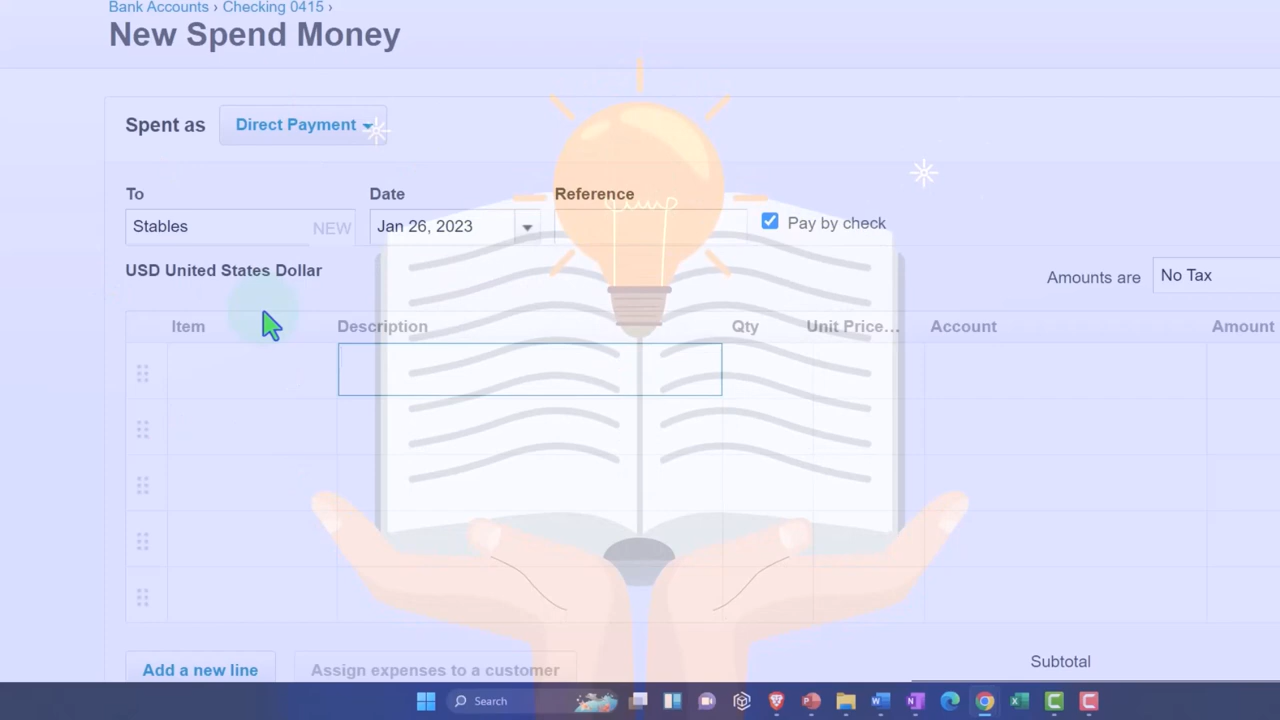 Bank Accounts › Checking 0415 ›
New Spend Money
Spent as Direct Payment
To Date Reference
Stables NEW Jan 26, 2023 Pay by check
USD United States Dollar Amounts are No Tax
Item Description Qty Unit Price... Account Amount
Add a new line Assign expenses to a customer Subtotal
Search